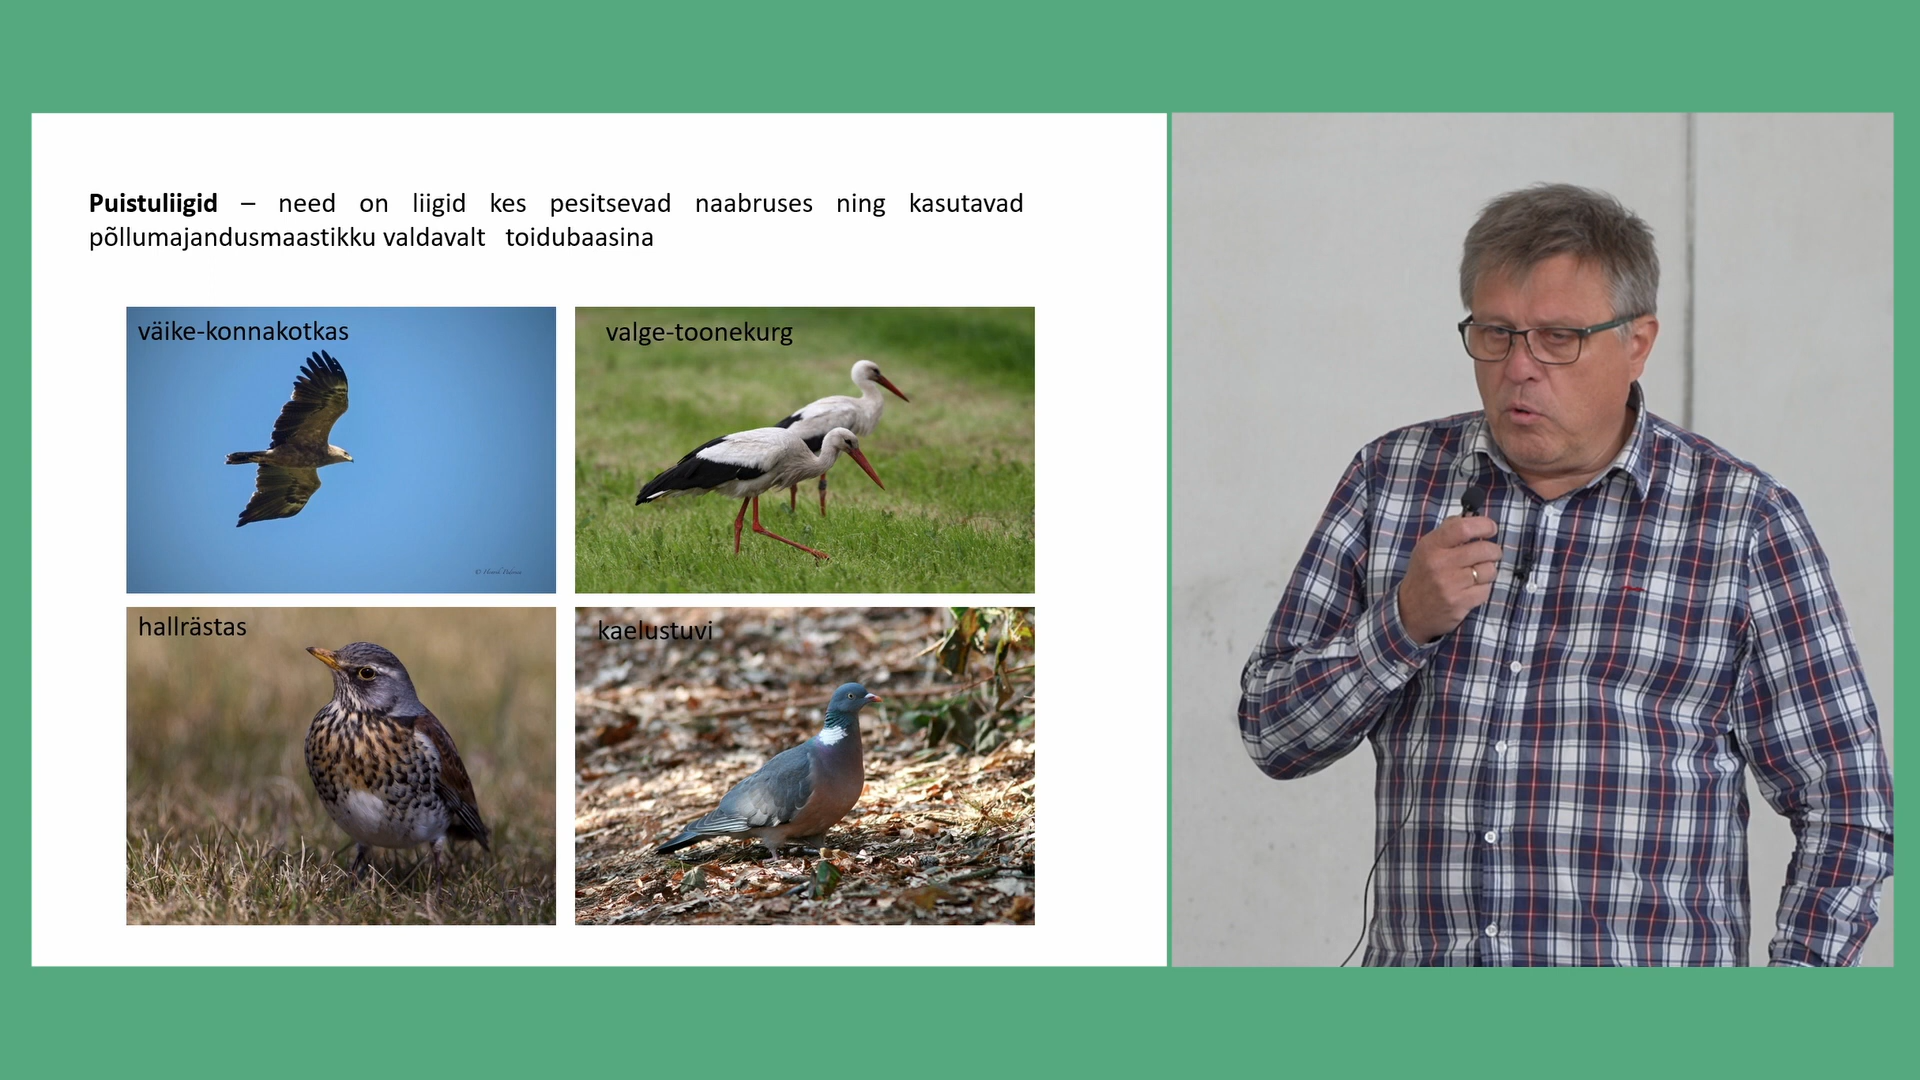 Puistuliigid – need on liigid kes pesitsevad naabruses ning kasutavad
põllumajandusmaastikku valdavalt toidubaasina
väike-konnakotkas
valge-toonekurg
hallrästas
kaelustuvi